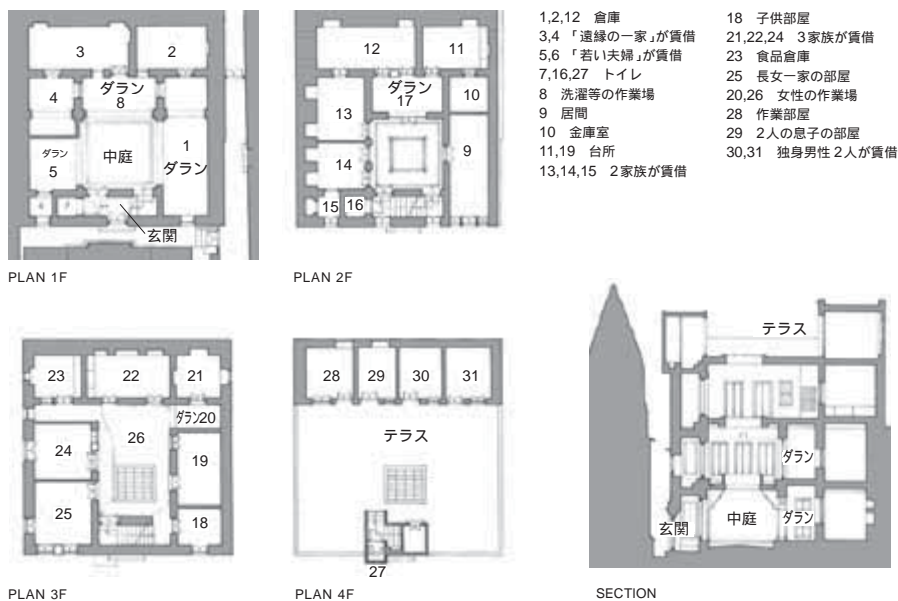 3
2
4
ダラン
8
ダラン
5
中庭
1
ダラン
6
7
玄関
PLAN 1F
12
11
13
ダラン
17
10
14
9
15
16
PLAN 2F
1,2,12 倉庫
3,4 「遠縁の一家」が賃借
5,6 「若い夫婦」が賃借
7,16,27 トイレ
8 洗濯等の作業場
9 居間
10 金庫室
11,19 台所
13,14,15 2家族が賃借
18 子供部屋
21,22,24 3家族が賃借
23 食品倉庫
25 長女一家の部屋
20,26 女性の作業場
28 作業部屋
29 2人の息子の部屋
30,31 独身男性2人が賃借
23
22
21
ダラン20
24
26
19
25
18
PLAN 3F
28
29
30
31
テラス
27
PLAN 4F
テラス
ダラン
玄関
中庭
ダラン
SECTION